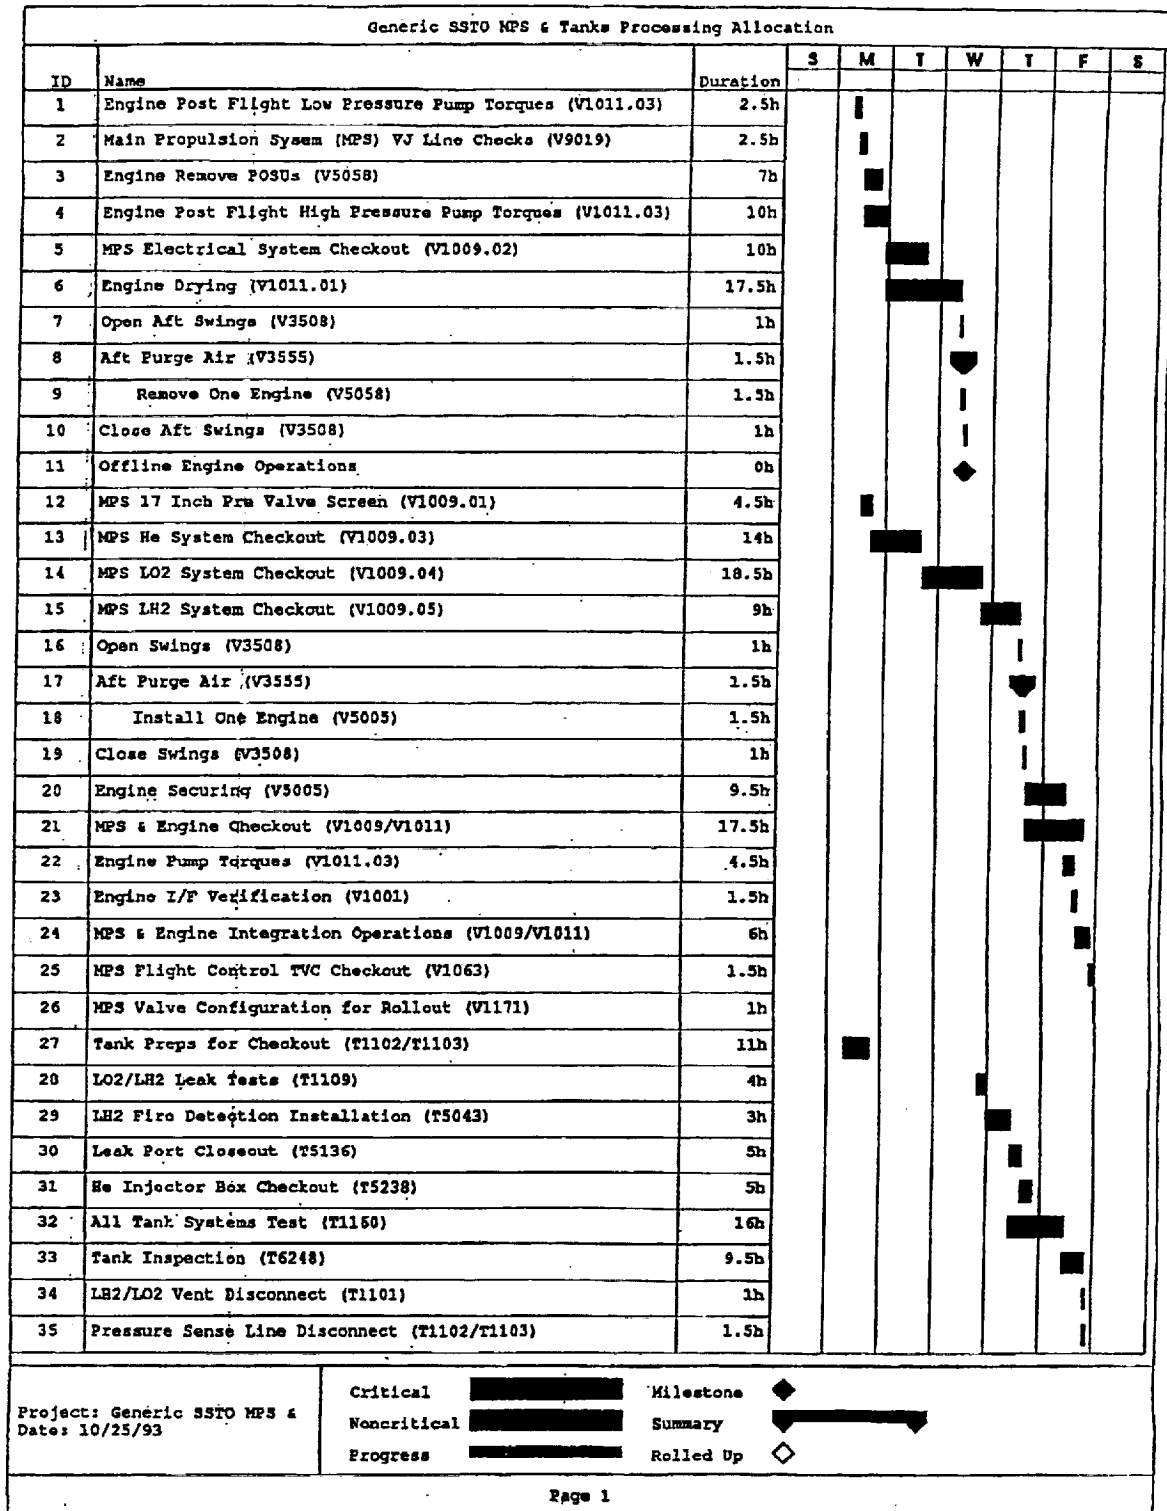 Generic SSTO MPS & Tanks Processing Allocation
S M T W T F S
ID Name Duration
1 Engine Post Flight Low Pressure Pump Torques (V1011.03) 2.5h
2 Main Propulsion Sysem (MPS) VJ Line Checks (V9019) 2.5h
3 Engine Remove POSUs (V5058) 7h
4 Engine Post Flight High Pressure Pump Torques (V1011.03) 10h
5 MPS Electrical System Checkout (V1009.02) 10h
6 Engine Drying (V1011.01) 17.5h
7 Open Aft Swings (V3508) 1h
8 Aft Purge Air (V3555) 1.5h
9 Remove One Engine (V5058) 1.5h
10 Close Aft Swings (V3508) 1h
11 Offline Engine Operations 0h
12 MPS 17 Inch Pre Valve Screen (V1009.01) 4.5h
13 MPS He System Checkout (V1009.03) 14h
14 MPS LO2 System Checkout (V1009.04) 18.5h
15 MPS LH2 System Checkout (V1009.05) 9h
16 Open Swings (V3508) 1h
17 Aft Purge Air (V3555) 1.5h
18 Install One Engine (V5005) 1.5h
19 Close Swings (V3508) 1h
20 Engine Securing (V5005) 9.5h
21 MPS & Engine Checkout (V1009/V1011) 17.5h
22 Engine Pump Torques (V1011.03) 4.5h
23 Engine I/F Verification (V1001) 1.5h
24 MPS & Engine Integration Operations (V1009/V1011) 6h
25 MPS Flight Control TVC Checkout (V1063) 1.5h
26 MPS Valve Configuration for Rollout (V1171) 1h
27 Tank Preps for Checkout (T1102/T1103) 11h
28 LO2/LH2 Leak Tests (T1109) 4h
29 LH2 Fire Detection Installation (T5043) 3h
30 Leak Port Closeout (T5136) 5h
31 He Injector Box Checkout (T5238) 5h
32 All Tank Systems Test (T1160) 16h
33 Tank Inspection (T6248) 9.5h
34 LH2/LO2 Vent Disconnect (T1101) 1h
35 Pressure Sense Line Disconnect (T1102/T1103) 1.5h
Project: Generic SSTO MPS &
Date: 10/25/93
Critical Milestone
Noncritical Summary
Progress Rolled Up
Page 1